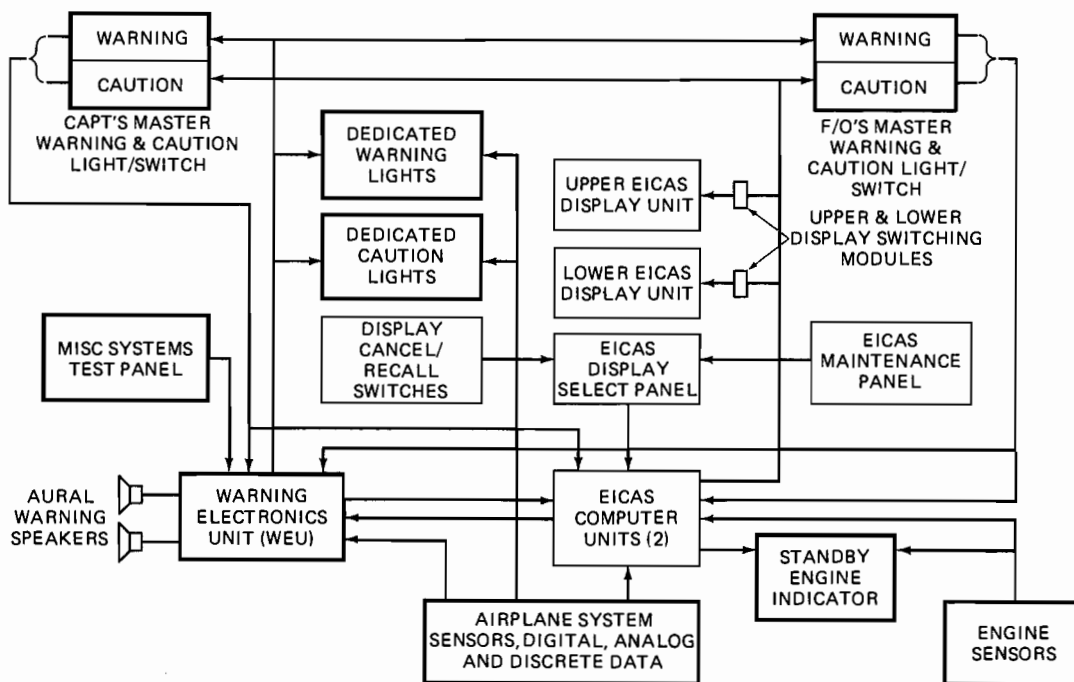 WARNING
CAUTION
CAPT'S MASTER
WARNING & CAUTION
LIGHT/SWITCH
WARNING
CAUTION
F/O'S MASTER
WARNING &
CAUTION LIGHT/
SWITCH
DEDICATED
WARNING
LIGHTS
UPPER EICAS
DISPLAY UNIT
UPPER & LOWER
DISPLAY SWITCHING
MODULES
DEDICATED
CAUTION
LIGHTS
LOWER EICAS
DISPLAY UNIT
MISC SYSTEMS
TEST PANEL
DISPLAY
CANCEL/
RECALL
SWITCHES
EICAS
DISPLAY
SELECT PANEL
EICAS
MAINTENANCE
PANEL
AURAL
WARNING
SPEAKERS
WARNING
ELECTRONICS
UNIT (WEU)
EICAS
COMPUTER
UNITS (2)
STANDBY
ENGINE
INDICATOR
AIRPLANE SYSTEM
SENSORS, DIGITAL, ANALOG
AND DISCRETE DATA
ENGINE
SENSORS